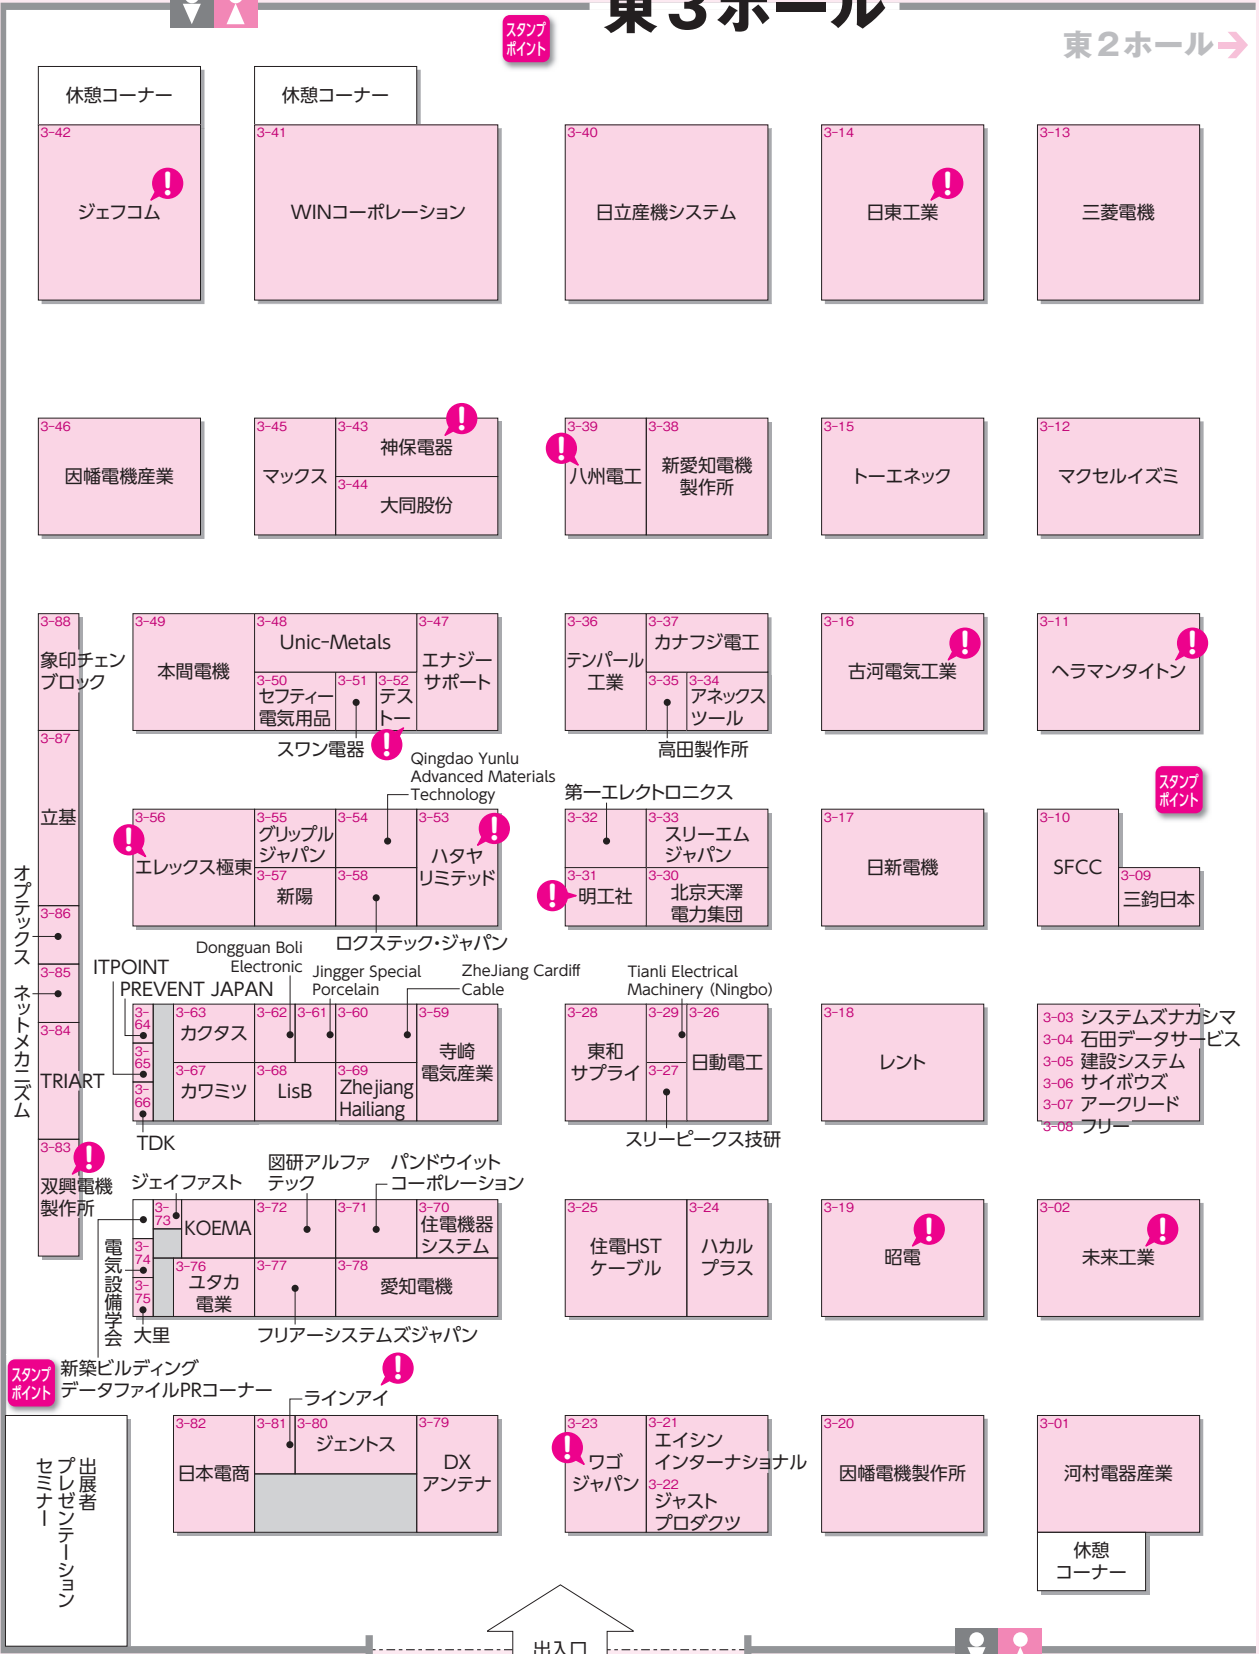 東3ホール
スタンプ
ポイント
東2ホール
休憩コーナー
休憩コーナー
3-42
ジェフコム
3-41
WINコーポレーション
3-40
日立産機システム
3-14
日東工業
3-13
三菱電機
3-46
因幡電機産業
3-45
マックス
3-43
神保電器
3-44
大同股份
3-39
八州電工
3-38
新愛知電機
製作所
3-15
トーエネック
3-12
マクセルイズミ
3-88
象印チェン
ブロック
3-49
本間電機
3-48
Unic-Metals
3-47
エナジー
サポート
3-50
セフティー
電気用品
3-51
スワン電器
3-52
テス
トー
3-36
テンパール
工業
3-37
カナフジ電工
3-35
高田製作所
3-34
アネックス
ツール
3-16
古河電気工業
3-11
ヘラマンタイトン
3-87
立基
Qingdao Yunlu
Advanced Materials
Technology
第一エレクトロニクス
スタンプ
ポイント
3-56
エレックス極東
3-55
グリップル
ジャパン
3-54
3-53
ハタヤ
リミテッド
3-57
新陽
3-58
ロクステック・ジャパン
3-32
3-33
スリーエム
ジャパン
3-31
明工社
3-30
北京天澤
電力集団
3-17
日新電機
3-10
SFCC
3-09
三鈞日本
オプテックス
3-86
3-85
ネットメカニズム
3-84
TRIART
ITPOINT
PREVENT JAPAN
Dongguan Boli
Electronic
Jingger Special
Porcelain
ZheJiang Cardiff
Cable
Tianli Electrical
Machinery (Ningbo)
3-
64
3-
65
3-
66
TDK
3-63
カクタス
3-62
3-61
3-60
3-59
寺崎
電気産業
3-67
カワミツ
3-68
LisB
3-69
Zhejiang
Hailiang
3-28
東和
サプライ
3-29
3-26
日動電工
3-27
スリーピークス技研
3-18
レント
3-03 システムズナカシマ
3-04 石田データサービス
3-05 建設システム
3-06 サイボウズ
3-07 アークリード
3-08 フリー
3-83
双興電機
製作所
ジェイファスト
図研アルファ
テック
パンドウイット
コーポレーション
3-
73
KOEMA
3-72
3-71
3-70
住電機器
システム
3-
74
3-
75
電気設備学会
大里
3-76
ユタカ
電業
3-77
フリアーシステムズジャパン
3-78
愛知電機
3-25
住電HST
ケーブル
3-24
ハカル
プラス
3-19
昭電
3-02
未来工業
スタンプ
ポイント
新築ビルディング
データファイルPRコーナー
ラインアイ
出展者
プレゼンテーション
セミナー
3-82
日本電商
3-81
3-80
ジェントス
3-79
DX
アンテナ
3-23
ワゴ
ジャパン
3-21
エイシン
インターナショナル
3-22
ジャスト
プロダクツ
3-20
因幡電機製作所
3-01
河村電器産業
休憩
コーナー
出入口